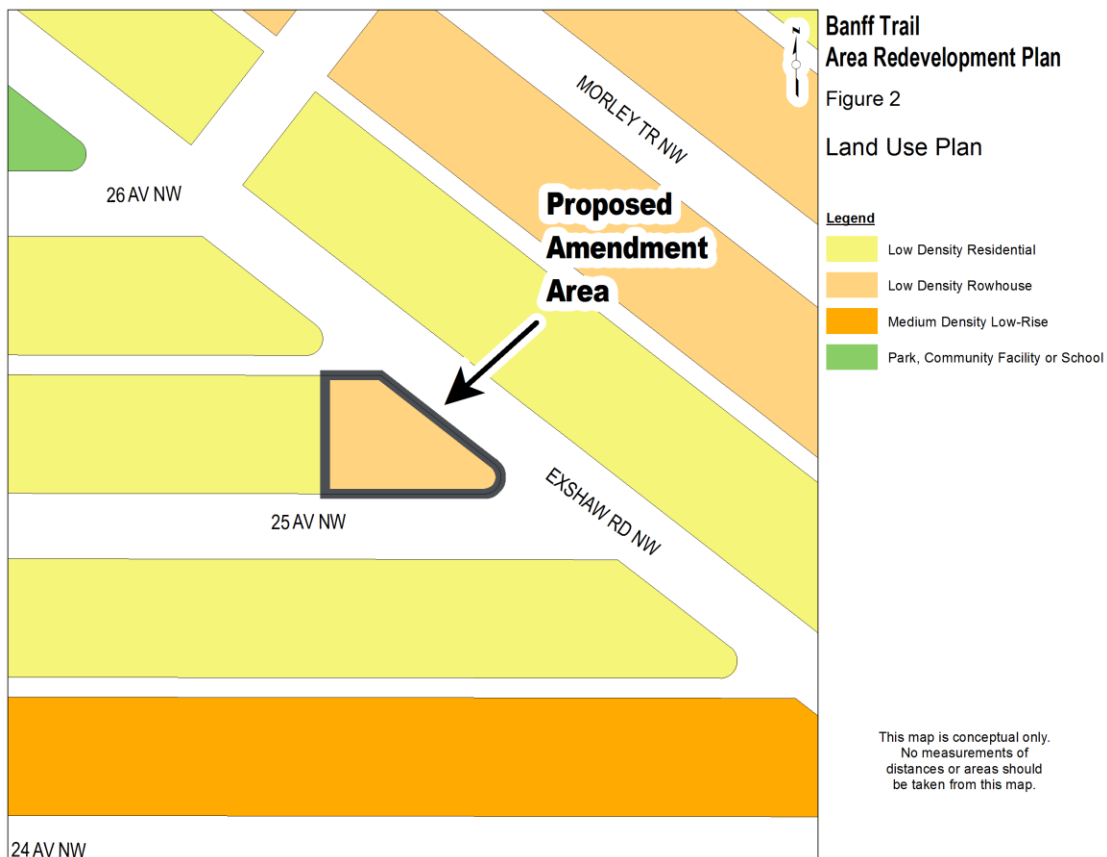 Banff Trail
Area Redevelopment Plan
Figure 2
Land Use Plan
N
MORLEY TR NW
26 AV NW
Proposed
Amendment
Area
Legend
Low Density Residential
Low Density Rowhouse
Medium Density Low-Rise
Park, Community Facility or School
25 AV NW
EXSHAW RD NW
This map is conceptual only.
No measurements of
distances or areas should
be taken from this map.
24 AV NW